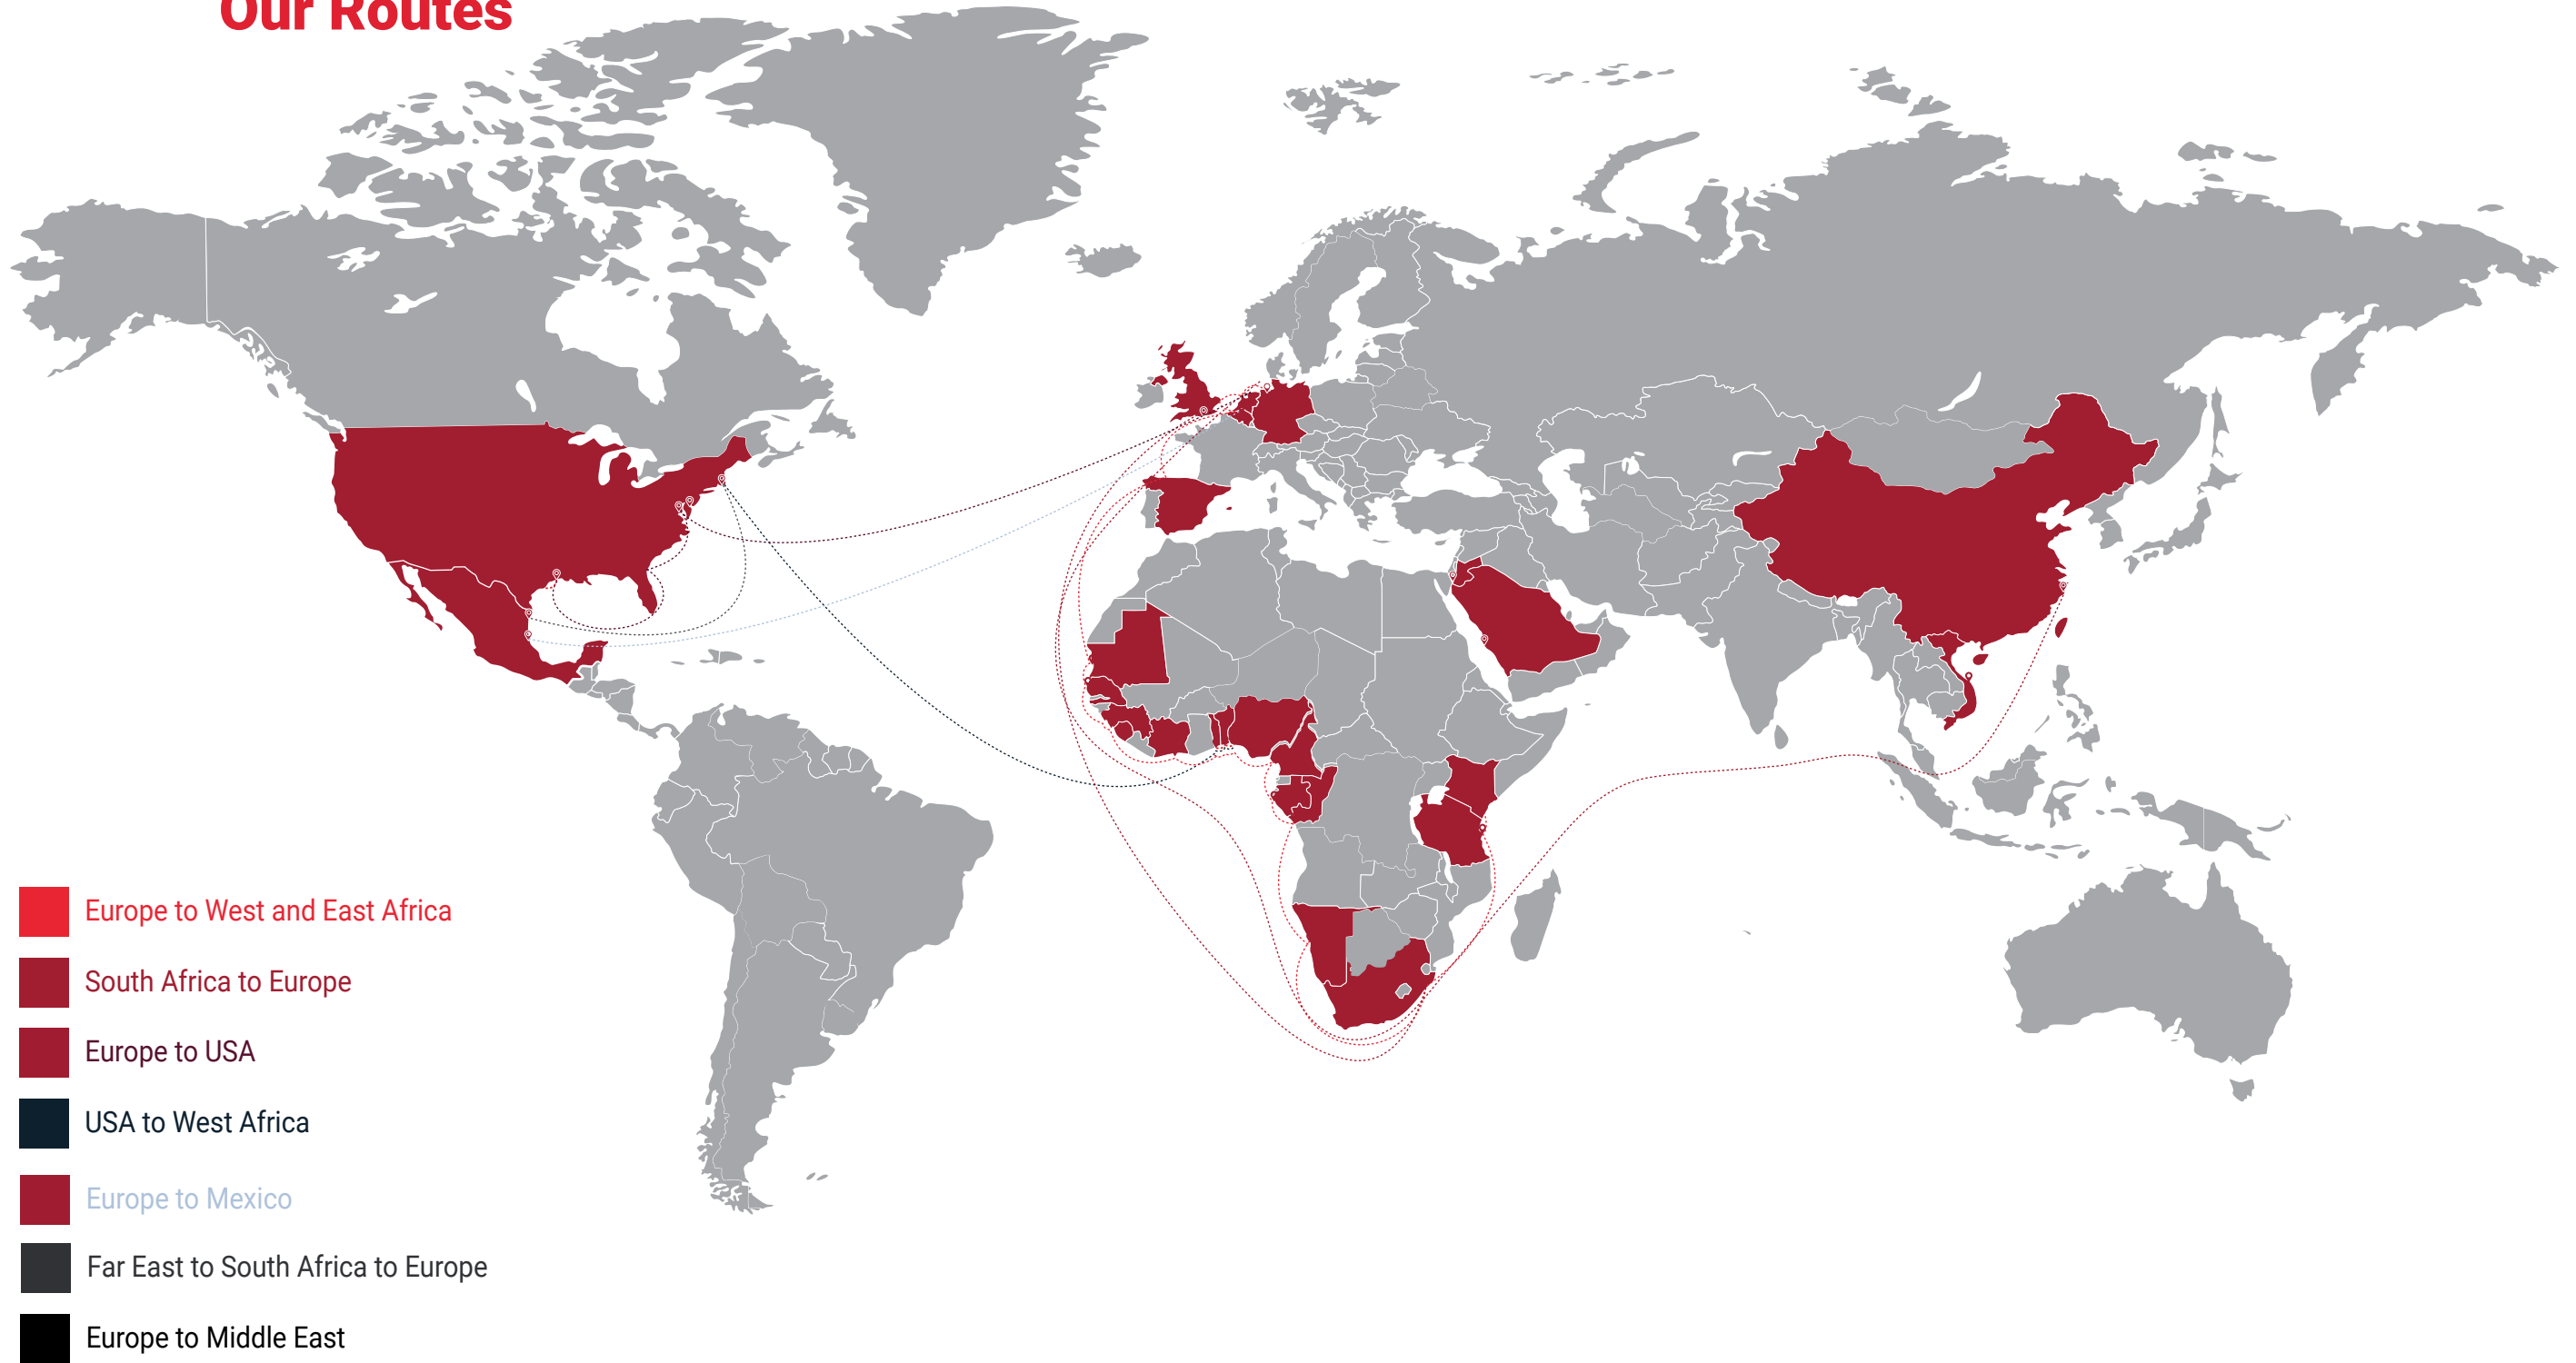 Our Routes
Europe to West and East Africa
South Africa to Europe
Europe to USA
USA to West Africa
Europe to Mexico
Far East to South Africa to Europe
Europe to Middle East